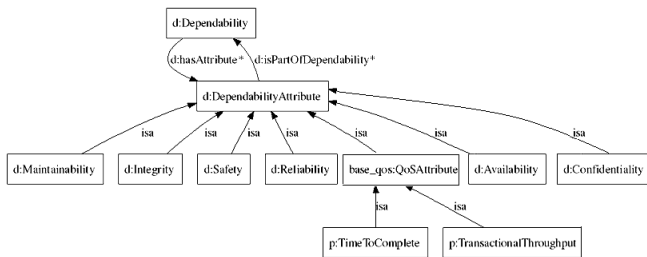 d:Dependability
d:hasAttribute* d:isPartOfDependability*
d:DependabilityAttribute
isa isa isa isa isa isa isa
d:Maintainability d:Integrity d:Safety d:Reliability base_qos:QoSAttribute d:Availability d:Confidentiality
isa isa
p:TimeToComplete p:TransactionalThroughput